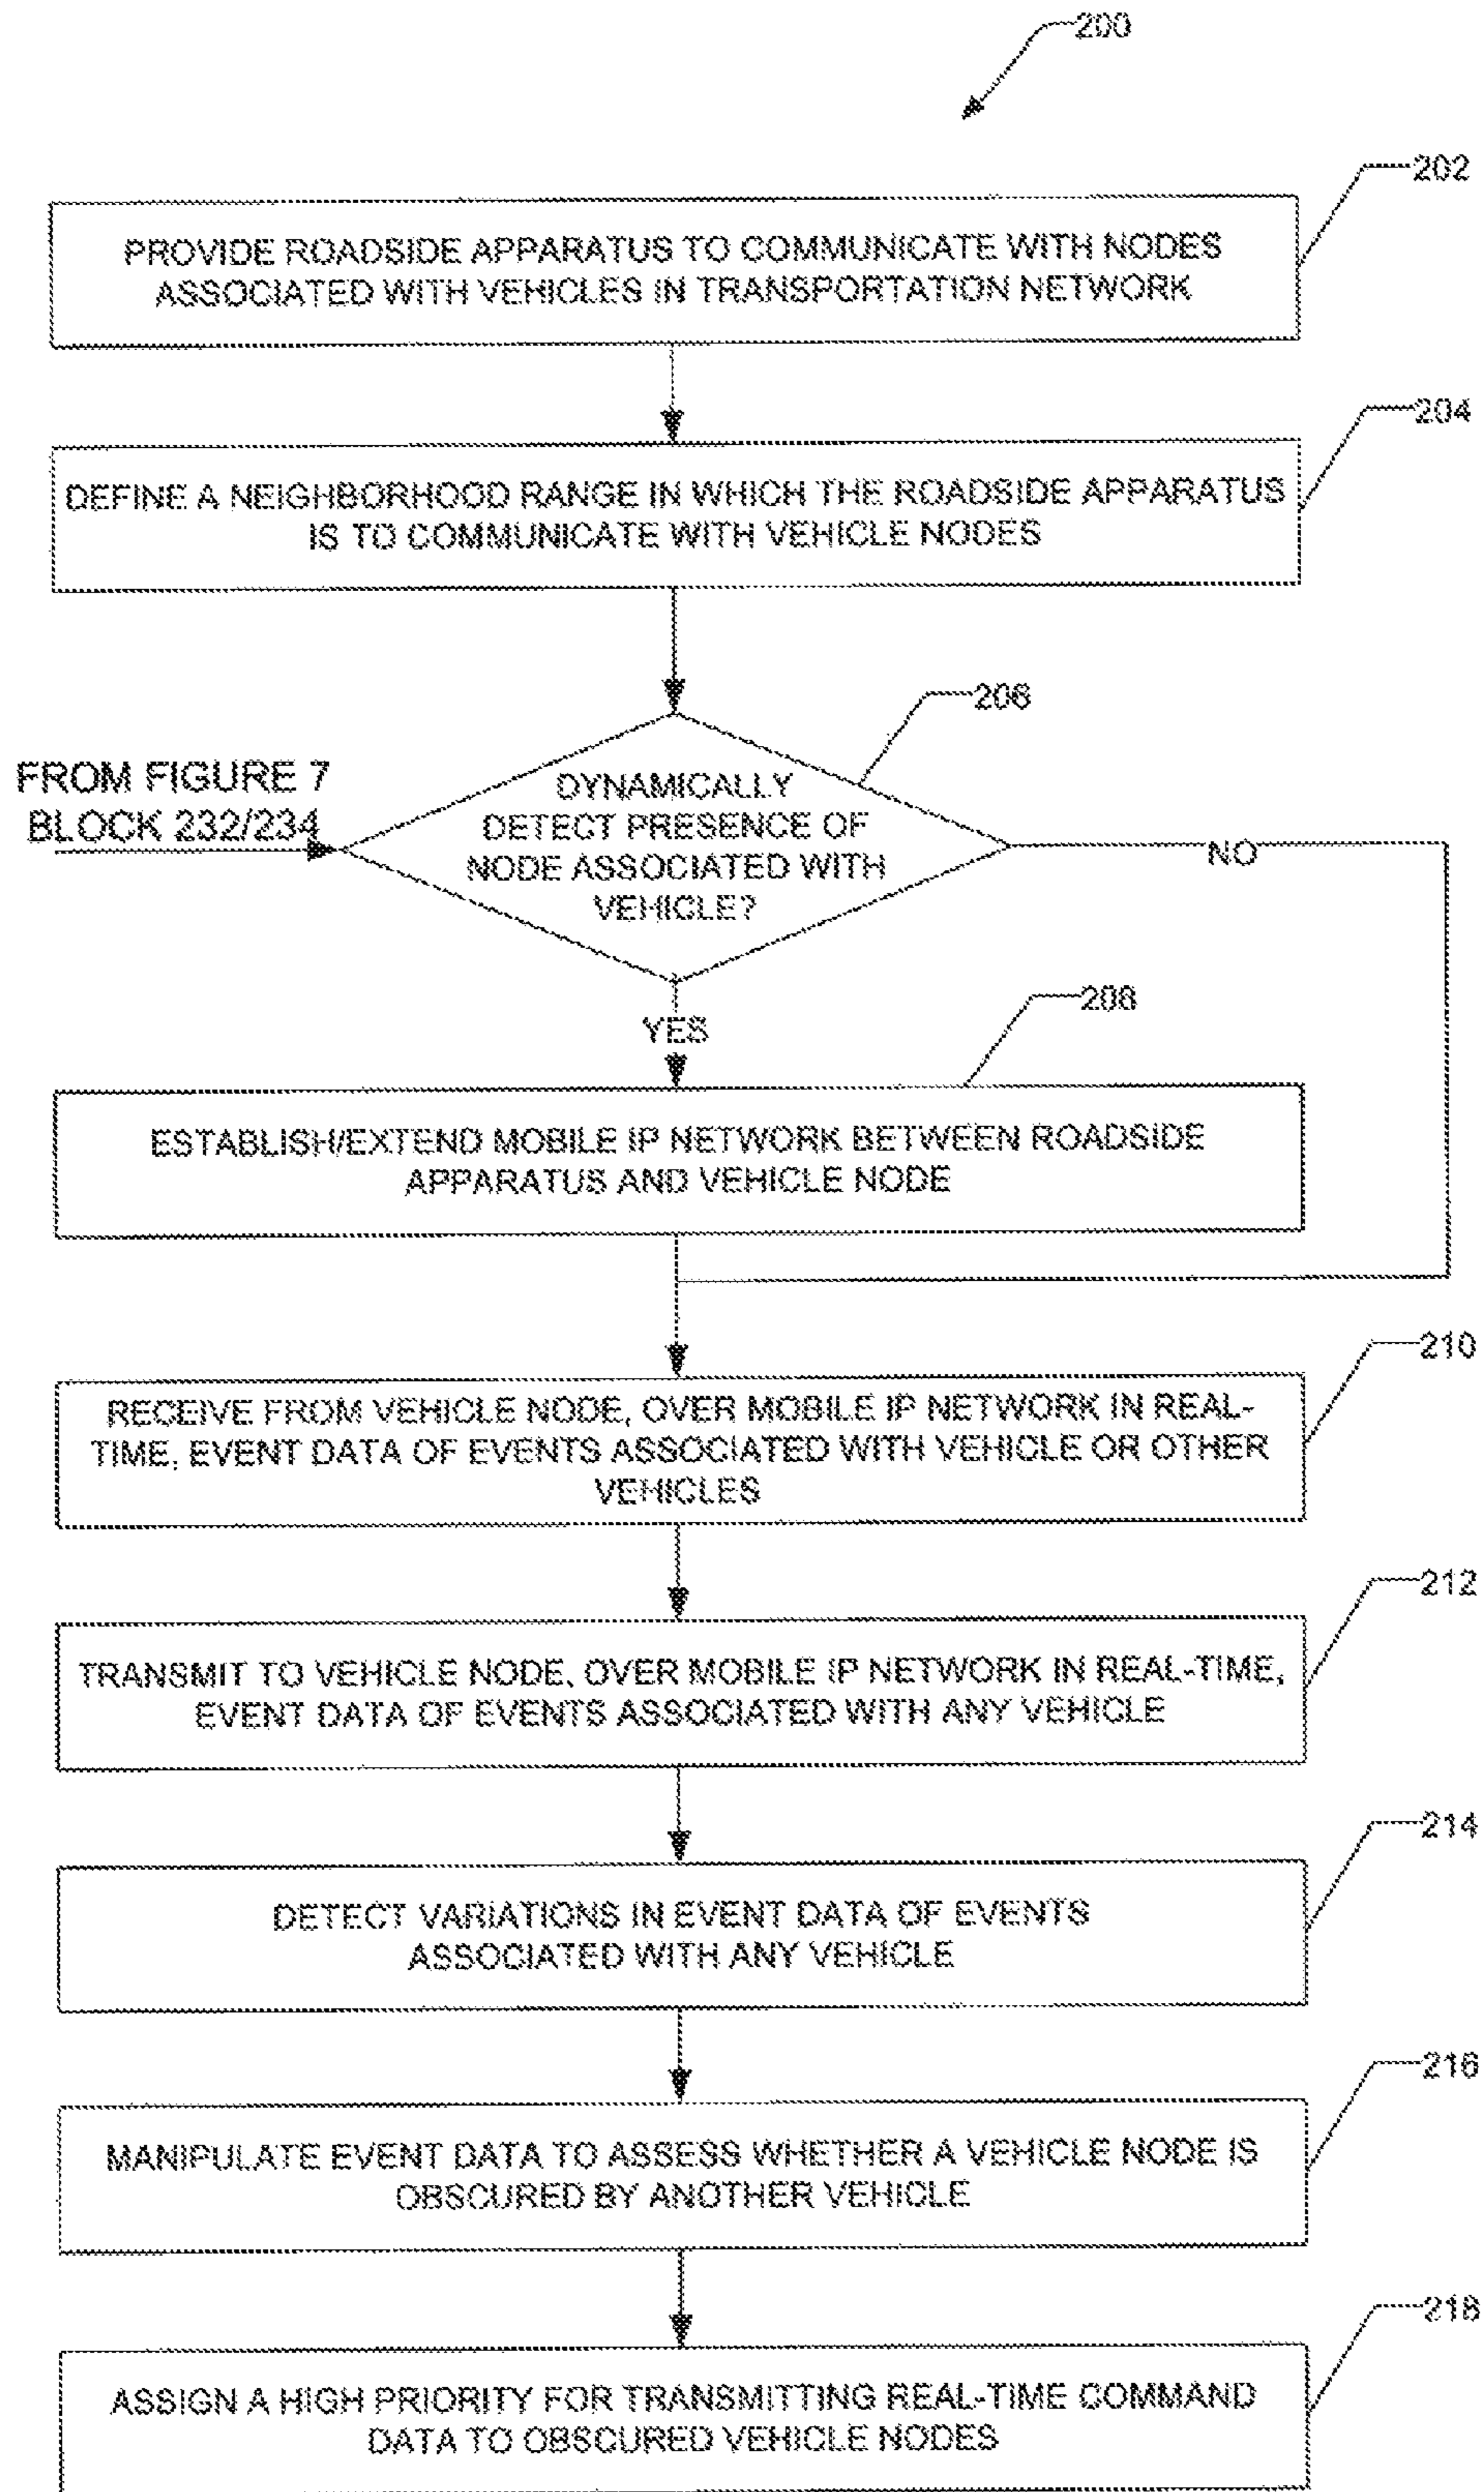 200
202
PROVIDE ROADSIDE APPARATUS TO COMMUNICATE WITH NODES
ASSOCIATED WITH VEHICLES IN TRANSPORTATION NETWORK
204
DEFINE A NEIGHBORHOOD RANGE IN WHICH THE ROADSIDE APPARATUS
IS TO COMMUNICATE WITH VEHICLE NODES
206
FROM FIGURE 7
BLOCK 232/234
DYNAMICALLY
DETECT PRESENCE OF
NODE ASSOCIATED WITH
VEHICLE?
NO
YES
208
ESTABLISH/EXTEND MOBILE IP NETWORK BETWEEN ROADSIDE
APPARATUS AND VEHICLE NODE
210
RECEIVE FROM VEHICLE NODE, OVER MOBILE IP NETWORK IN REAL-
TIME, EVENT DATA OF EVENTS ASSOCIATED WITH VEHICLE OR OTHER
VEHICLES
212
TRANSMIT TO VEHICLE NODE, OVER MOBILE IP NETWORK IN REAL-TIME,
EVENT DATA OF EVENTS ASSOCIATED WITH ANY VEHICLE
214
DETECT VARIATIONS IN EVENT DATA OF EVENTS
ASSOCIATED WITH ANY VEHICLE
216
MANIPULATE EVENT DATA TO ASSESS WHETHER A VEHICLE NODE IS
OBSCURED BY ANOTHER VEHICLE
218
ASSIGN A HIGH PRIORITY FOR TRANSMITTING REAL-TIME COMMAND
DATA TO OBSCURED VEHICLE NODES